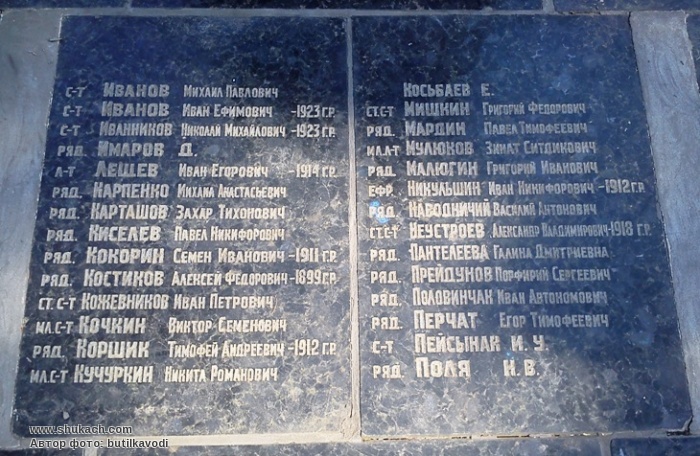 С-Т ИВАНОВ МИХАИЛ ПАВЛОВИЧ
С-Т ИВАНОВ ИВАН ЕФИМОВИЧ -1923 Г.Р.
С-Т ИВАННИКОВ НИКОЛАЙ МИХАЙЛОВИЧ -1923 Г.Р.
РЯД. ИМАРОВ Д.
Л-Т ЛЕЩЕВ ИВАН ЕГОРОВИЧ -1914 Г.Р.
РЯД. КАРПЕНКО МИХАИЛ АНАСТАСЬЕВИЧ
РЯД. КАРТАШОВ ЗАХАР ТИХОНОВИЧ
РЯД. КИСЕЛЕВ ПАВЕЛ НИКИФОРОВИЧ
РЯД. КОКОРИН СЕМЕН ИВАНОВИЧ -1911 Г.Р.
РЯД. КОСТИКОВ АЛЕКСЕЙ ФЕДОРОВИЧ -1899 Г.Р.
СТ. С-Т КОЖЕВНИКОВ ИВАН ПЕТРОВИЧ
МЛ. С-Т КОЧКИН ВИКТОР СЕМЕНОВИЧ
РЯД. КОРШИК ТИМОФЕЙ АНДРЕЕВИЧ -1912 Г.Р.
МЛ. С-Т КУЧУРКИН НИКИТА РОМАНОВИЧ
КОСЬБАЕВ Е.
СТ. С-Т МИШКИН ГРИГОРИЙ ФЕДОРОВИЧ
РЯД. МАРДИН ПАВЕЛ ТИМОФЕЕВИЧ
МЛ. Л-Т МУЛЮКОВ ЗИНАТ СИТДИКОВИЧ
РЯД. МАЛЮГИН ГРИГОРИЙ ИВАНОВИЧ
ЕФР. НИКУЛЬШИН ИВАН НИКИФОРОВИЧ -1912 Г.Р.
РЯД. НАВОДНИЧИЙ ВАСИЛИЙ АНТОНОВИЧ
СТ. С-Т НЕУСТРОЕВ АЛЕКСАНДР ВЛАДИМИРОВИЧ -1918 Г.Р.
РЯД. ПАНТЕЛЕЕВА ГАЛИНА ДМИТРИЕВНА
РЯД. ПРЕЙДУНОВ ПОРФИРИЙ СЕРГЕЕВИЧ
РЯД. ПОЛОВИНЧАК ИВАН АВТОНОМОВИЧ
РЯД. ПЕРЧАТ ЕГОР ТИМОФЕЕВИЧ
С-Т ПЕЙСЫНАК И. У.
РЯД. ПОЛЯ Н. В.
www.shukach.com
Автор фото: butilkavodi